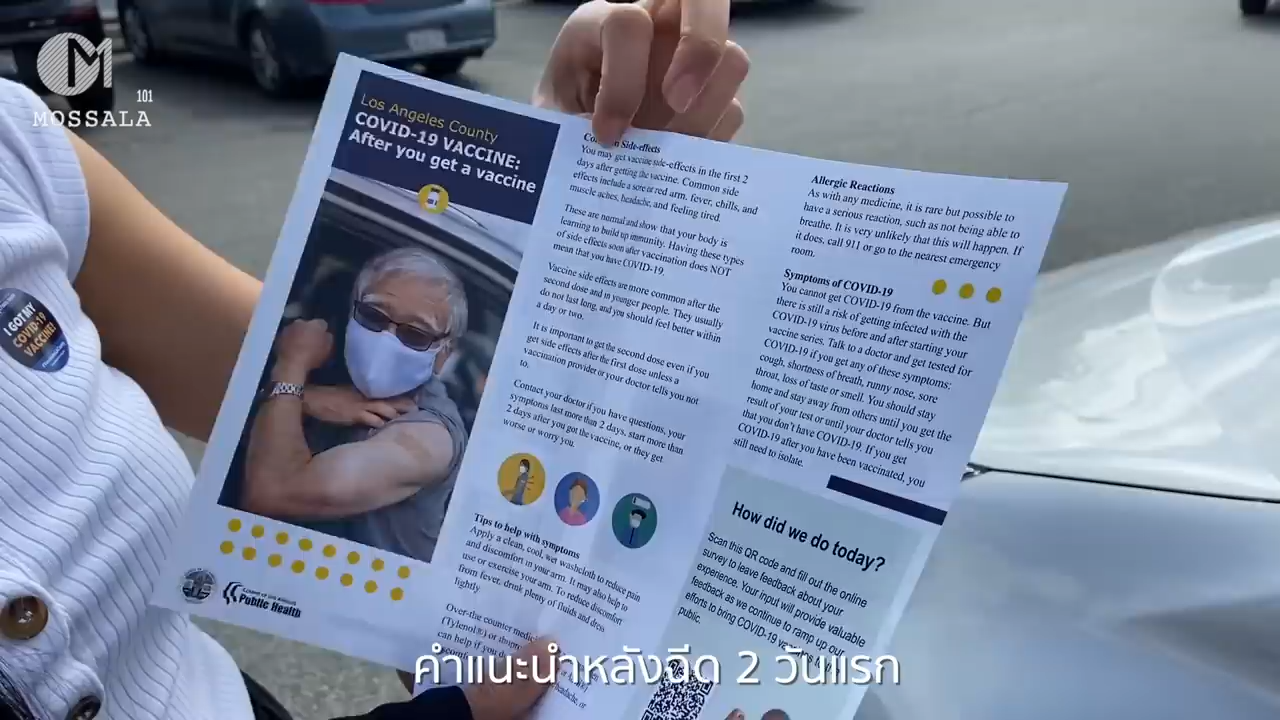 M
101
MOSSALA
I GOT MY
COVID-19
VACCINE!
Los Angeles County
COVID-19 VACCINE:
After you get a vaccine
Public Health
Side-effects
You may get vaccine side-effects in the first 2
days after getting the vaccine. Common side
effects include a sore or red arm, fever, chills, and
muscle aches, headache, and feeling tired.
These are normal and show that your body is
learning to build up immunity. Having these types
of side effects soon after vaccination does NOT
mean that you have COVID-19.
Vaccine side effects are more common after the
second dose and in younger people. They usually
do not last long, and you should feel better within
a day or two.
It is important to get the second dose even if you
get side effects after the first dose unless a
vaccination provider or your doctor tells you not
to.
Contact your doctor if you have questions, your
symptoms last more than 2 days, start more than
2 days after you got the vaccine, or they get
worse or worry you.
Tips to help with symptoms
Apply a clean, cool, wet washcloth to reduce pain
and discomfort in your arm. It may also help to
use or exercise your arm. To reduce discomfort
from fever, drink plenty of fluids and dress
lightly.
Over-the counter
(Tylenol®) or
can help if you
Allergic Reactions
As with any medicine, it is rare but possible to
have a serious reaction, such as not being able to
breathe. It is very unlikely that this will happen. If
it does, call 911 or go to the nearest emergency
room.
Symptoms of COVID-19
You cannot get COVID-19 from the vaccine. But
there is still a risk of getting infected with the
COVID-19 virus before and after starting your
vaccine series. Talk to a doctor and get tested for
COVID-19 if you get any of these symptoms:
cough, shortness of breath, runny nose, sore
throat, loss of taste or smell. You should stay
home and stay away from others until you get the
result of your test or until your doctor tells you
that you don't have COVID-19. If you get
COVID-19 after you have been vaccinated, you
still need to isolate.
How did we do today?
Scan this QR code and fill out the online
survey to leave feedback about your
experience. Your input will provide valuable
feedback as we continue to ramp up our
efforts to bring COVID-19
public.
คำแนะนำหลังฉีด 2 วันแรก